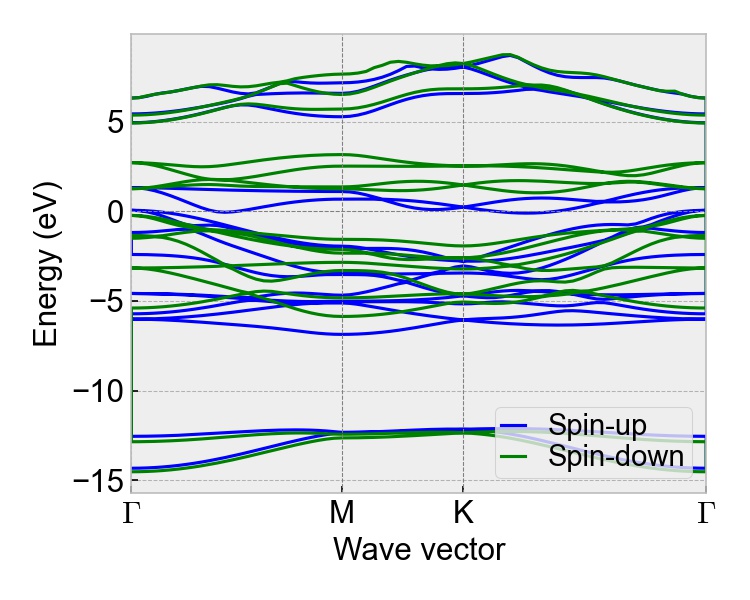 Energy (eV)
5
0
−5
−10
−15
Spin-up
Spin-down
Γ M K Γ
Wave vector